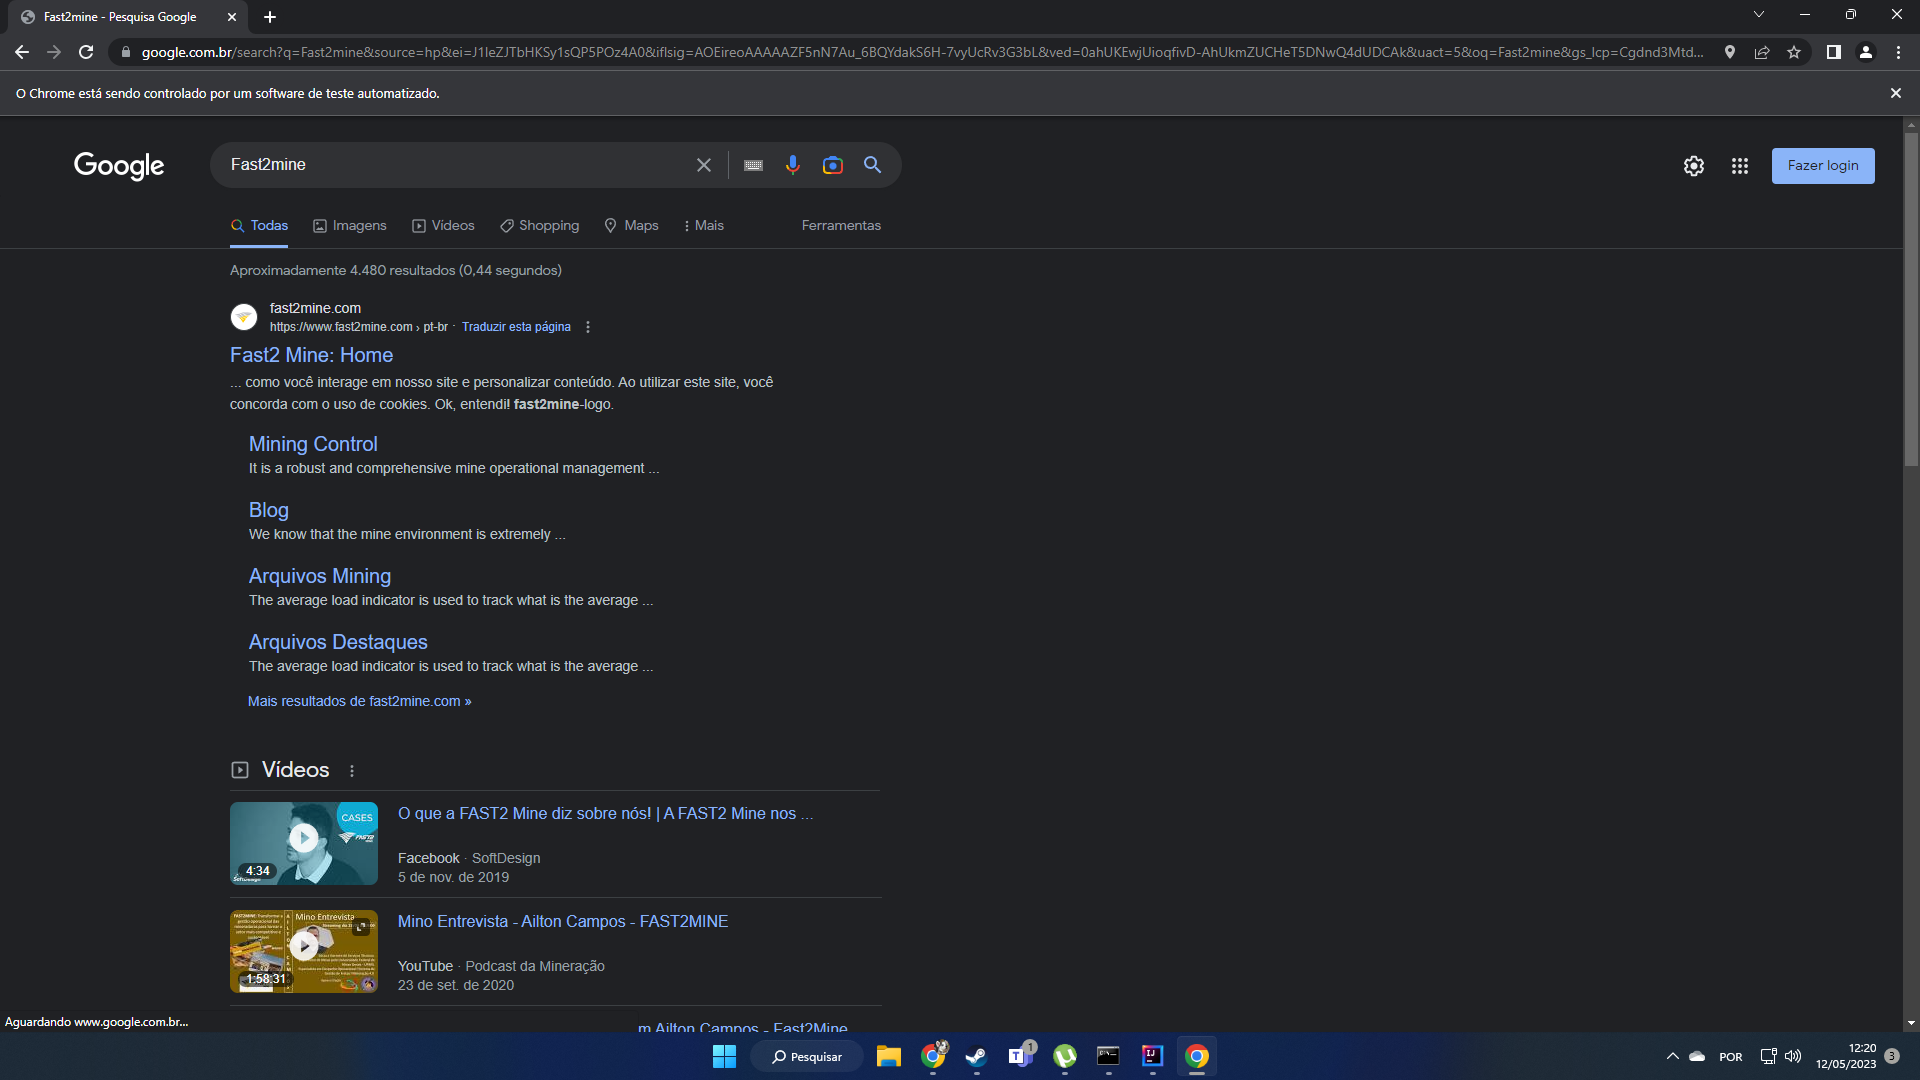 Fast2mine - Pesquisa Google
google.com.br/search?q=Fast2mine&source=hp&ei=J1leZJTbHKSy1sQP5POz4A0&iflsig=AOEireoAAAAAZF5nN7Au_6BQYdakS6H-7vyUcRv3G3bL&ved=0ahUKEwjUioqfivD-AhUkmZUCHeT5DNwQ4dUDCAk&uact=5&oq=Fast2mine&gs_lcp=Cgdnd3Mtd...
O Chrome está sendo controlado por um software de teste automatizado.
Google
Fast2mine
Fazer login
Todas
Imagens
Vídeos
Shopping
Maps
Mais
Ferramentas
Aproximadamente 4.480 resultados (0,44 segundos)
fast2mine.com
https://www.fast2mine.com › pt-br · Traduzir esta página
Fast2 Mine: Home
... como você interage em nosso site e personalizar conteúdo. Ao utilizar este site, você
concorda com o uso de cookies. Ok, entendi! fast2mine-logo.
Mining Control
It is a robust and comprehensive mine operational management ...
Blog
We know that the mine environment is extremely ...
Arquivos Mining
The average load indicator is used to track what is the average ...
Arquivos Destaques
The average load indicator is used to track what is the average ...
Mais resultados de fast2mine.com »
Vídeos
CASES
FAST2
4:34
SoftDesign
O que a FAST2 Mine diz sobre nós! | A FAST2 Mine nos ...
Facebook · SoftDesign
5 de nov. de 2019
Mino Entrevista
1:58:31
Mino Entrevista - Ailton Campos - FAST2MINE
YouTube · Podcast da Mineração
23 de set. de 2020
m Ailton Campos - Fast2Mine
Aguardando www.google.com.br...
Pesquisar
1
POR
12:20
12/05/2023
3